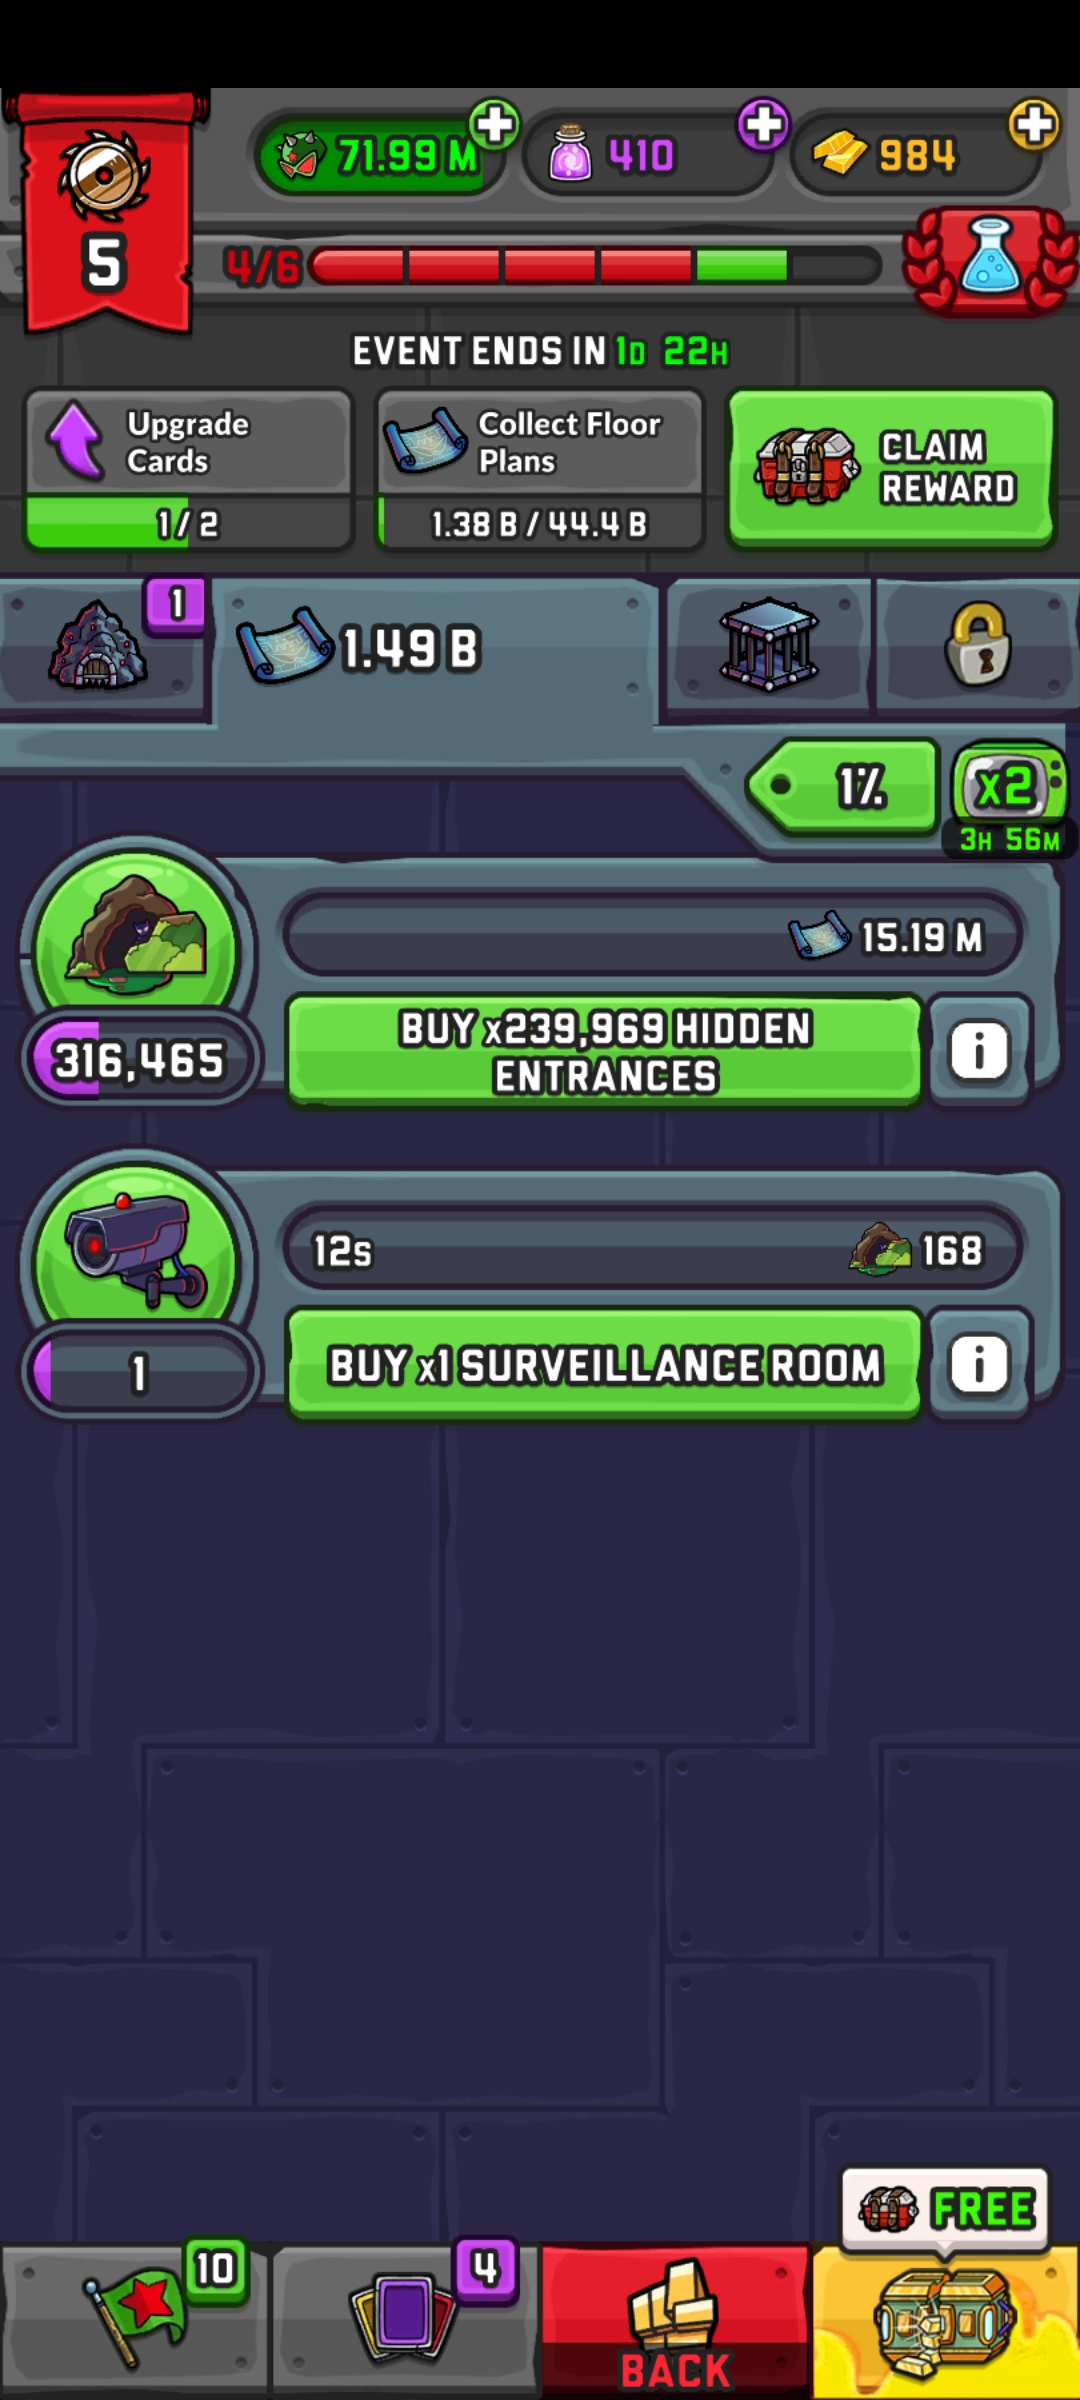 71.99 M
410
984
5
4/6
EVENT ENDS IN 1D 22H
Upgrade
Cards
1/2
Collect Floor
Plans
1.38 B / 44.4 B
CLAIM
REWARD
1
1.49 B
1%
x2
3H 56M
15.19 M
316,465
BUY x239,969 HIDDEN
ENTRANCES
i
12s
168
1
BUY x1 SURVEILLANCE ROOM
i
FREE
10
4
BACK